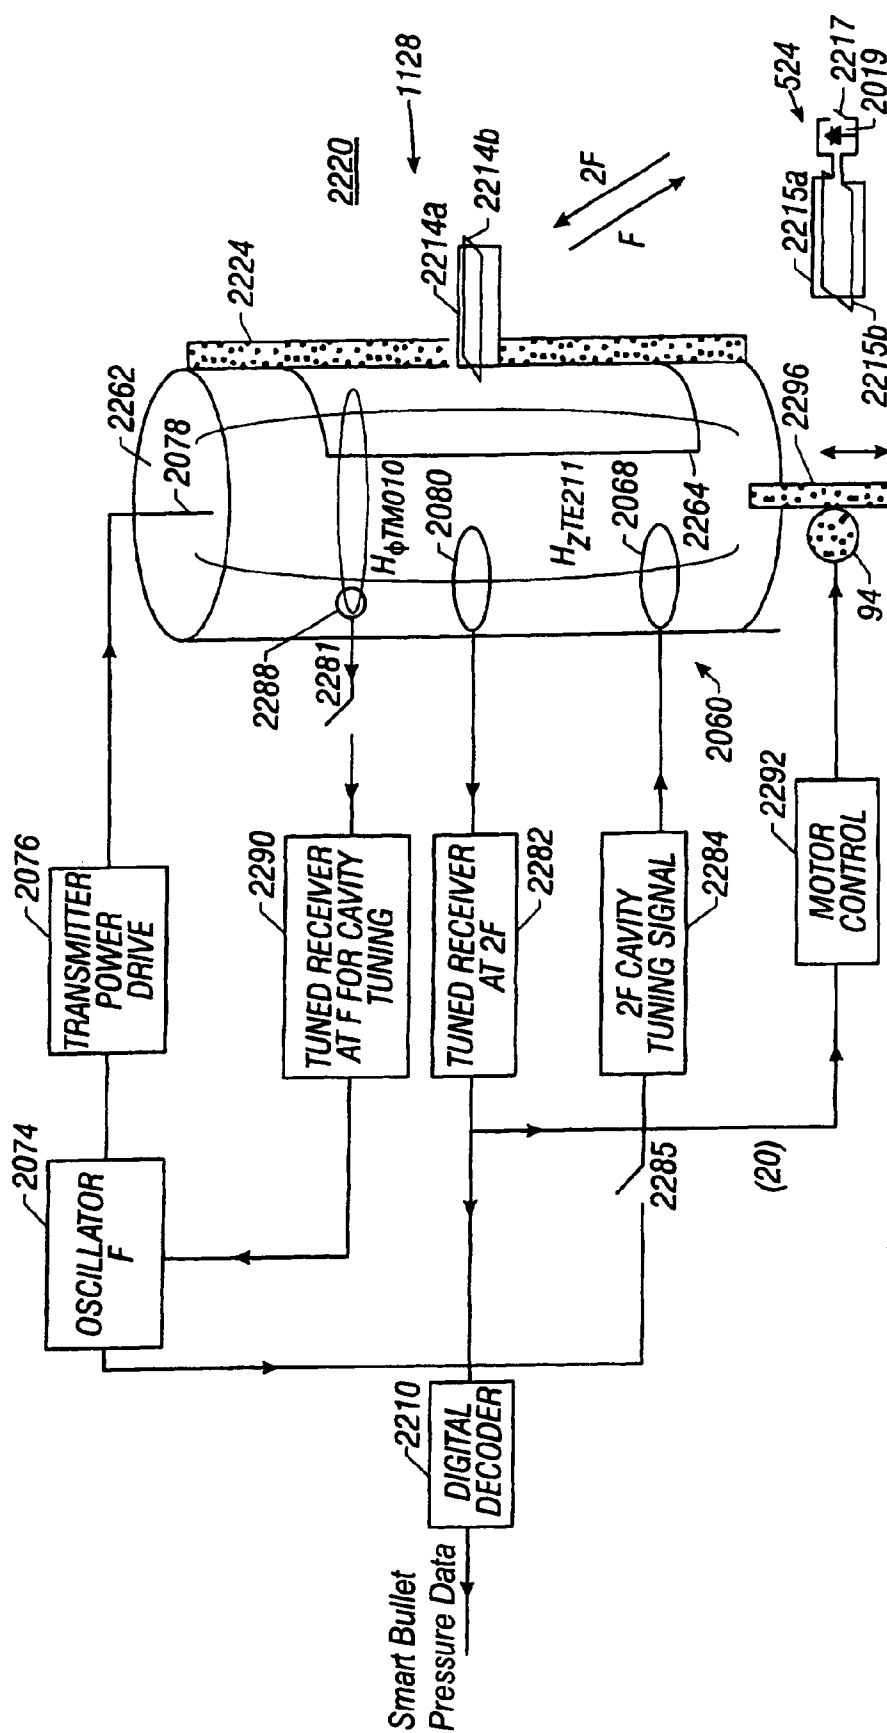 2074
OSCILLATOR
F
2076
TRANSMITTER
POWER
DRIVE
2262
2078
2224
2220
1128
2214a
2214b
2F
F
524
2217
2019
2215a
2215b
2290
TUNED RECEIVER
AT F FOR CAVITY
TUNING
2281
2288
HΦTM010
2080
HZTE211
2068
2264
2282
TUNED RECEIVER
AT 2F
2284
2F CAVITY
TUNING SIGNAL
2285
2060
2296
94
2292
MOTOR
CONTROL
(20)
2210
DIGITAL
DECODER
Smart Bullet
Pressure Data